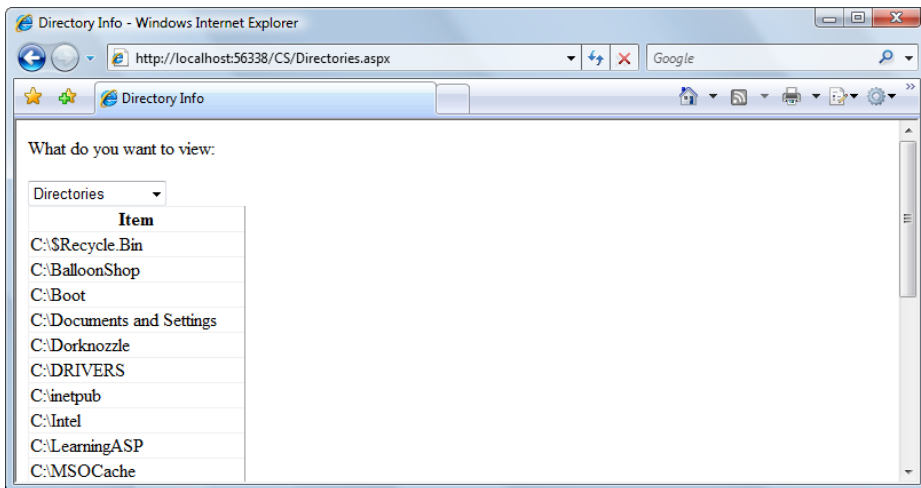 Directory Info - Windows Internet Explorer
http://localhost:56338/CS/Directories.aspx
Google
Directory Info
What do you want to view:
Directories
Item
C:\$Recycle.Bin
C:\BalloonShop
C:\Boot
C:\Documents and Settings
C:\Dorknozzle
C:\DRIVERS
C:\inetpub
C:\Intel
C:\LearningASP
C:\MSOCache